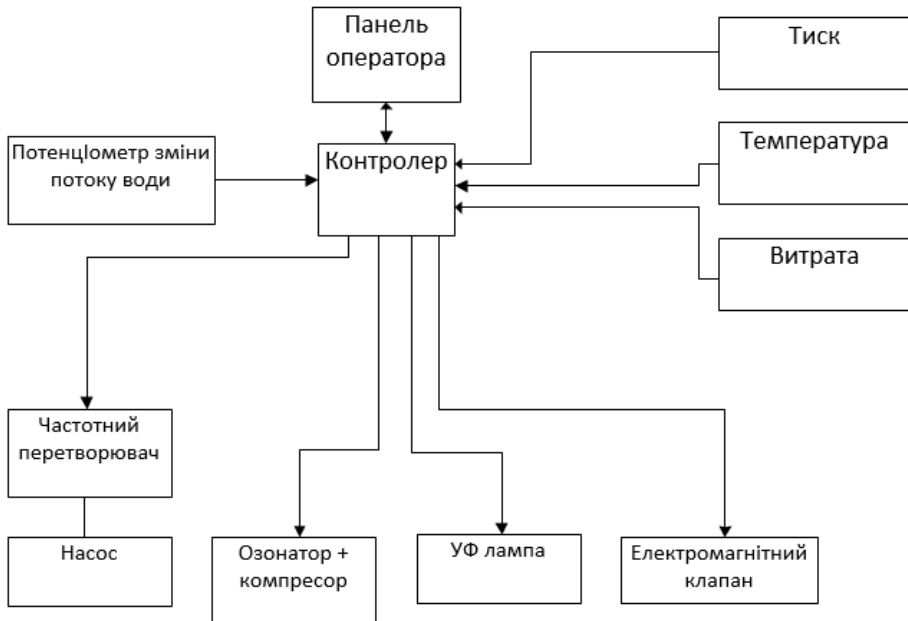 Панель
оператора
Тиск
Потенціометр зміни
потоку води
Контролер
Температура
Витрата
Частотний
перетворювач
Насос
Озонатор +
компресор
УФ лампа
Електромагнітний
клапан